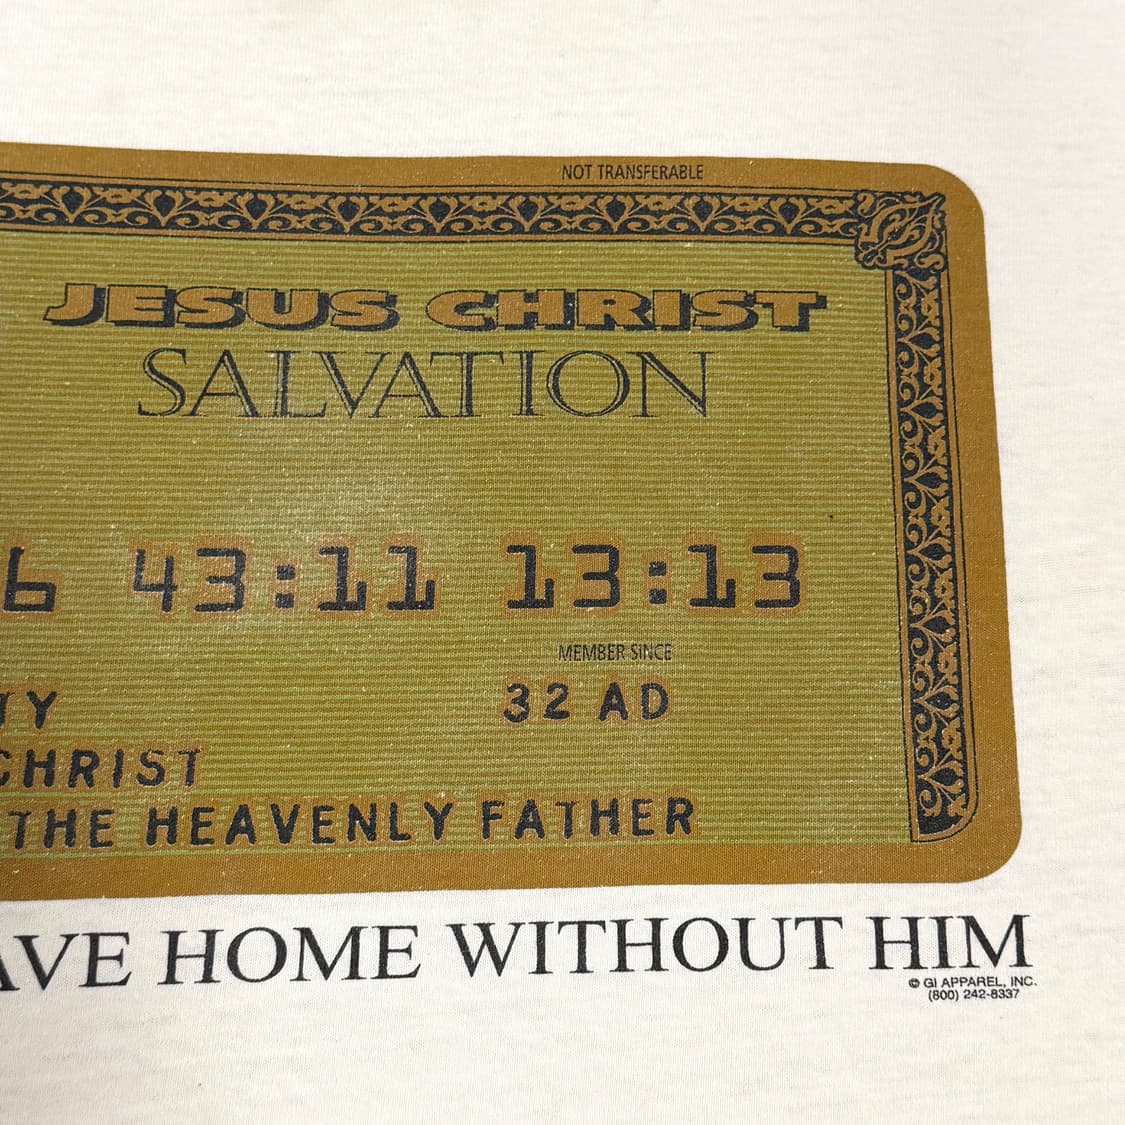 NOT TRANSFERABLE
JESUS CHRIST
SALVATION
6 43:11 13:13
MEMBER SINCE
TY 32 AD
CHRIST
THE HEAVENLY FATHER
AVE HOME WITHOUT HIM
© GI APPAREL, INC.
(800) 242-8337